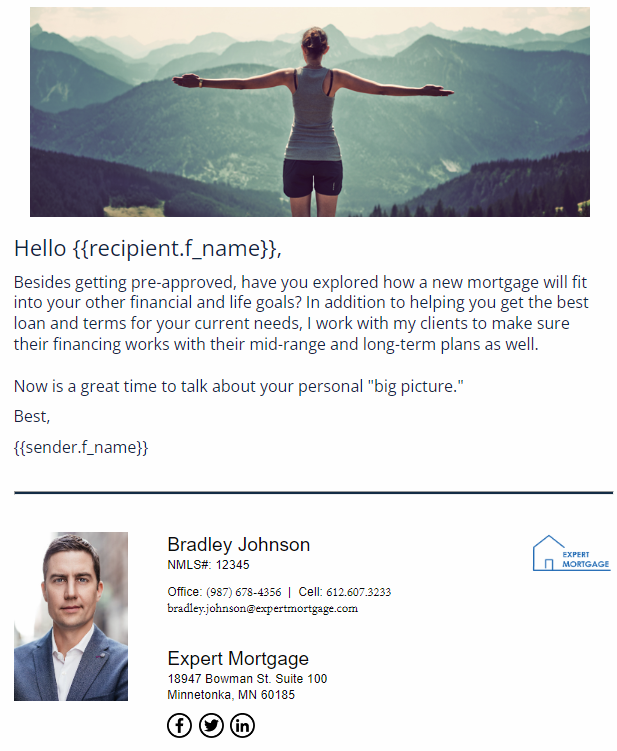 Hello {{recipient.f_name}},
Besides getting pre-approved, have you explored how a new mortgage will fit
into your other financial and life goals? In addition to helping you get the best
loan and terms for your current needs, I work with my clients to make sure
their financing works with their mid-range and long-term plans as well.
Now is a great time to talk about your personal "big picture."
Best,
{{sender.f_name}}
Bradley Johnson
NMLS#: 12345
Office: (987) 678-4356 | Cell: 612.607.3233
bradley.johnson@expertmortgage.com
EXPERT
MORTGAGE
Expert Mortgage
18947 Bowman St. Suite 100
Minnetonka, MN 60185